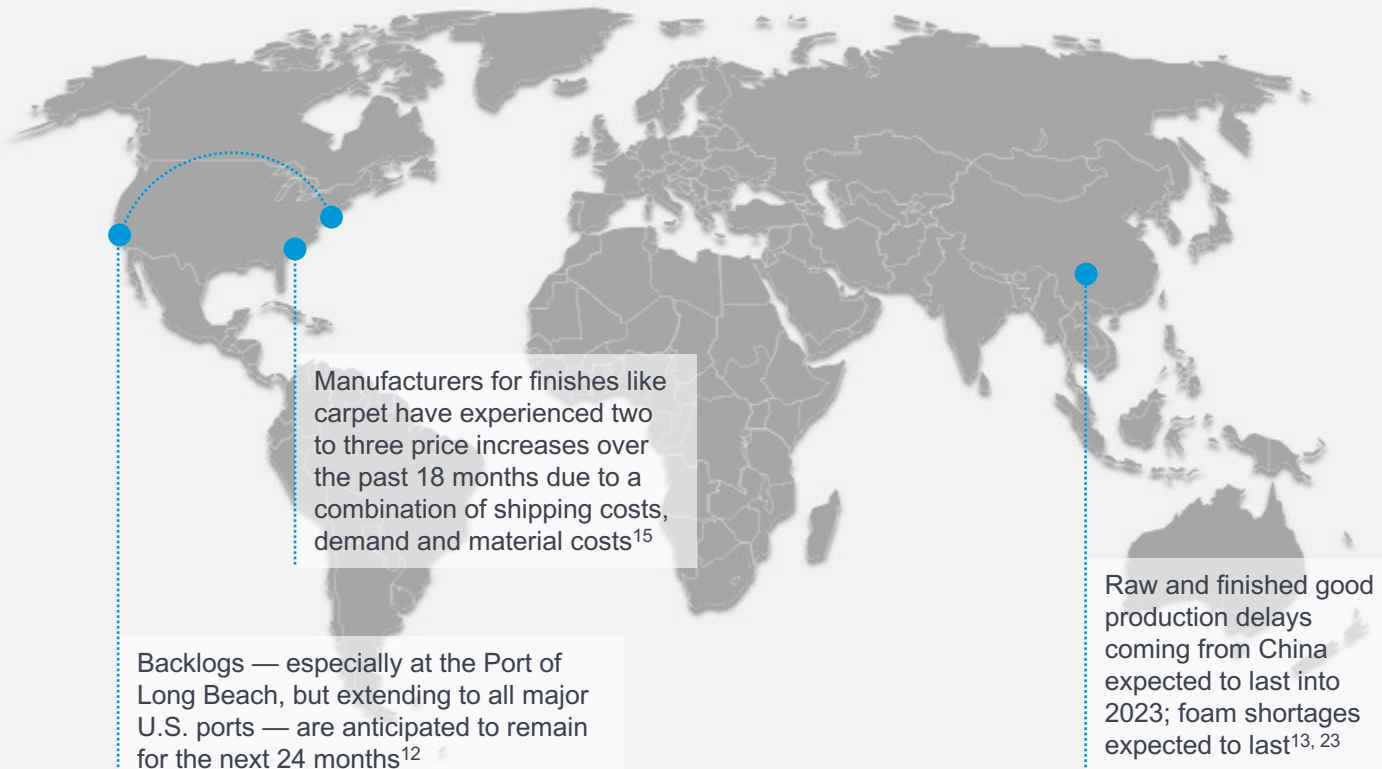 Manufacturers for finishes like
carpet have experienced two
to three price increases over
the past 18 months due to a
combination of shipping costs,
demand and material costs15
Backlogs — especially at the Port of
Long Beach, but extending to all major
U.S. ports — are anticipated to remain
for the next 24 months12
Raw and finished good
production delays
coming from China
expected to last into
2023; foam shortages
expected to last13, 23